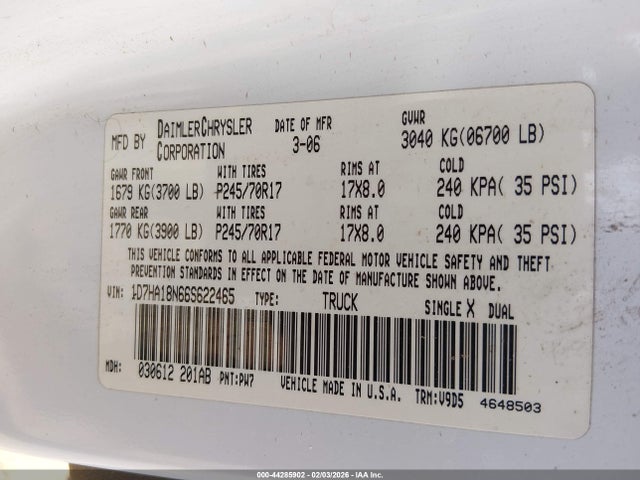 MFD BY DAIMLERCHRYSLER CORPORATION DATE OF MFR 3-06 GVWR 3040 KG(06700 LB)
GAWR FRONT WITH TIRES RIMS AT COLD
1679 KG(3700 LB) P245/70R17 17X8.0 240 KPA( 35 PSI)
GAWR REAR WITH TIRES RIMS AT COLD
1770 KG(3900 LB) P245/70R17 17X8.0 240 KPA( 35 PSI)
THIS VEHICLE CONFORMS TO ALL APPLICABLE FEDERAL MOTOR VEHICLE SAFETY AND THEFT
PREVENTION STANDARDS IN EFFECT ON THE DATE OF MANUFACTURE SHOWN ABOVE.
VIN: 1D7HA18N66S622465 TYPE: TRUCK SINGLE X DUAL
MDH: 030612 201AB PNT:PW7 VEHICLE MADE IN U.S.A. TRM:V9D5 4648503
000-44285902 - 02/03/2026 - IAA Inc.